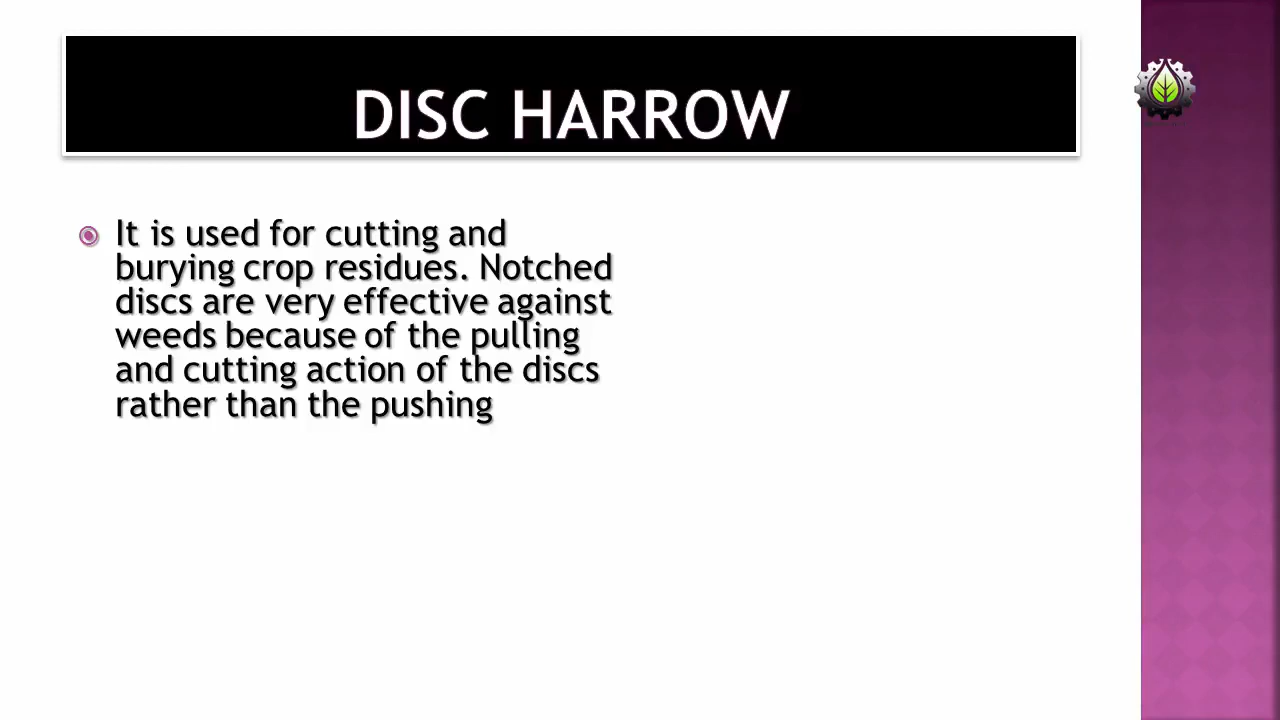 DISC HARROW
It is used for cutting and
burying crop residues. Notched
discs are very effective against
weeds because of the pulling
and cutting action of the discs
rather than the pushing